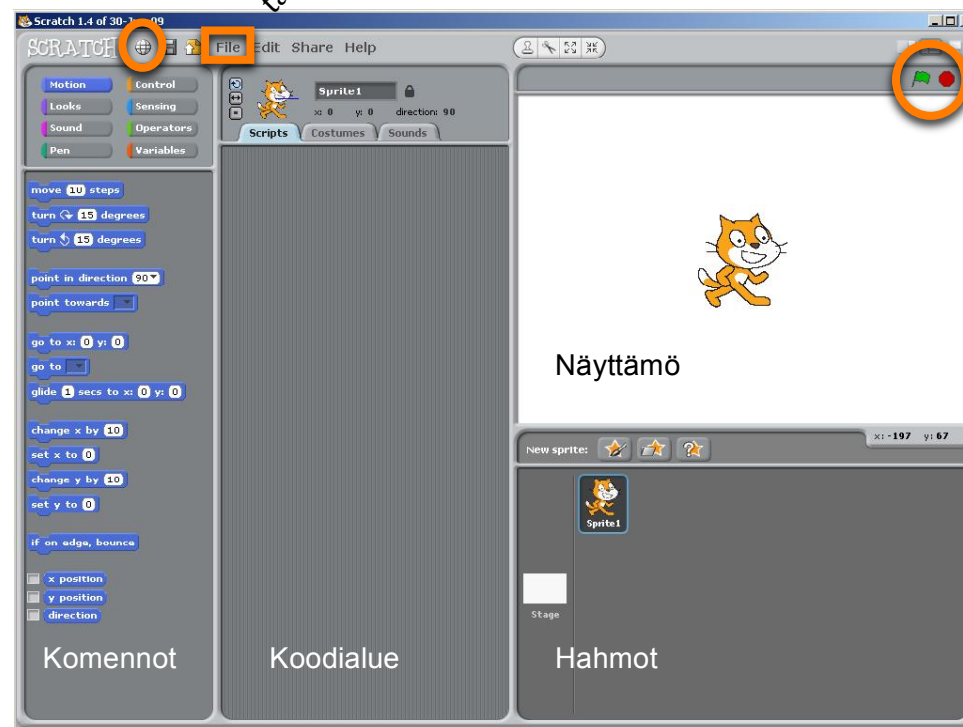 Scratch 1.4 of 30-Jun-09
SCRATCH File Edit Share Help
Motion Control
Looks Sensing
Sound Operators
Pen Variables
Sprite1
x: 0 y: 0 direction: 90
Scripts Costumes Sounds
move 10 steps
turn 15 degrees
turn 15 degrees
point in direction 90
point towards
go to x: 0 y: 0
go to
glide 1 secs to x: 0 y: 0
change x by 10
set x to 0
change y by 10
set y to 0
if on edge, bounce
x position
y position
direction
Komennot
Koodialue
Näyttämö
x: -197 y: 67
New sprite:
Sprite1
Stage
Hahmot